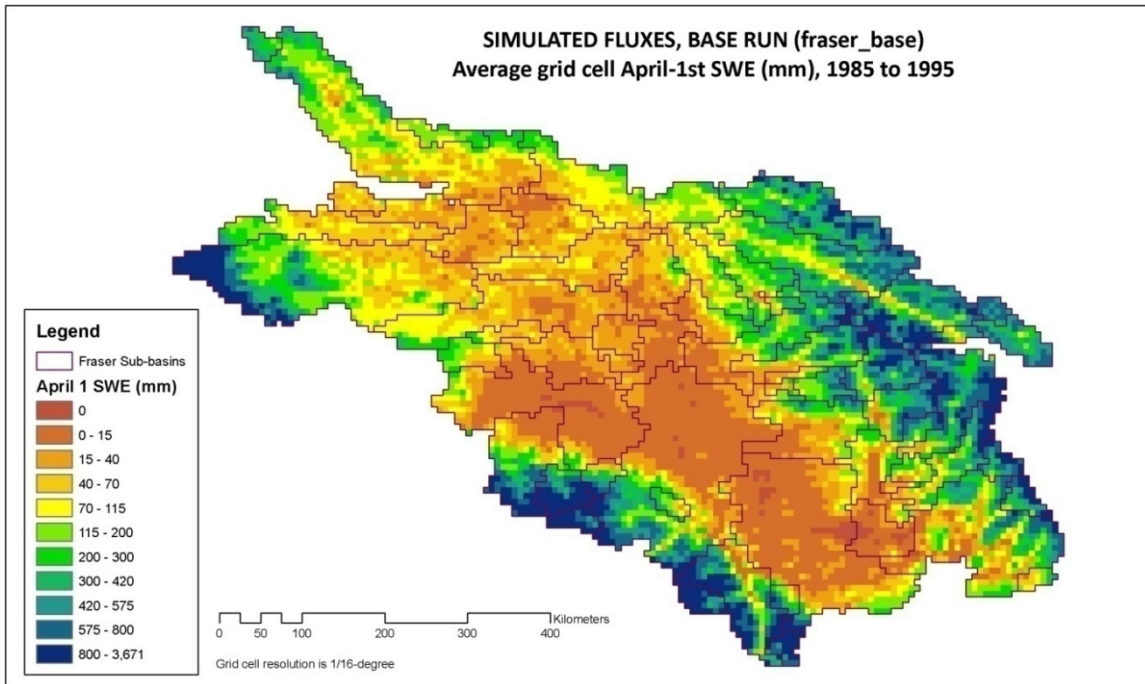 SIMULATED FLUXES, BASE RUN (fraser_base)
Average grid cell April-1st SWE (mm), 1985 to 1995
Legend
Fraser Sub-basins
April 1 SWE (mm)
0
0 - 15
15 - 40
40 - 70
70 - 115
115 - 200
200 - 300
300 - 420
420 - 575
575 - 800
800 - 3,671
Kilometers
0 50 100 200 300 400
Grid cell resolution is 1/16-degree